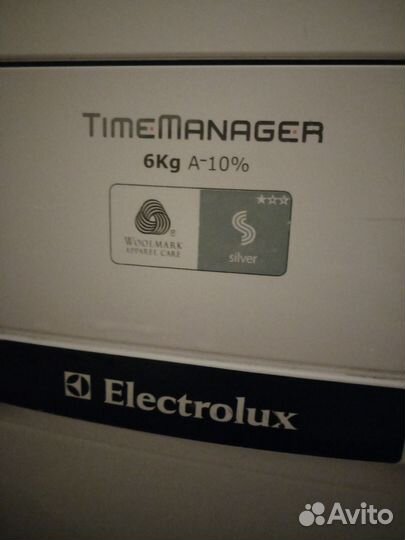 TIMEMANAGER
6Kg A-10%
WOOLMARK
APPAREL CARE
silver
Electrolux
Avito